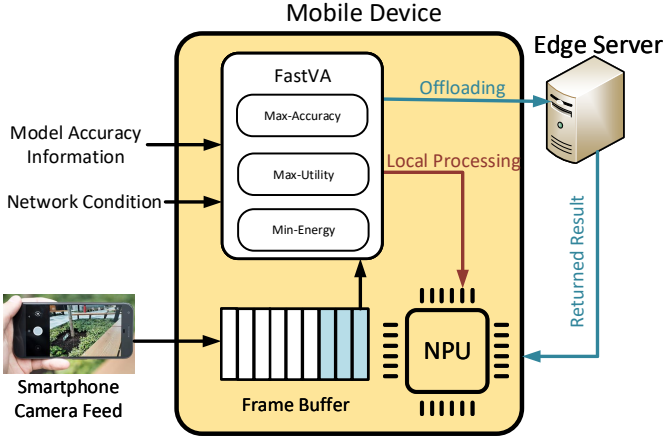 Mobile Device
Edge Server
FastVA
Offloading
Max-Accuracy
Model Accuracy
Information
Local Processing
Max-Utility
Network Condition
Min-Energy
Returned Result
NPU
Smartphone
Camera Feed
Frame Buffer